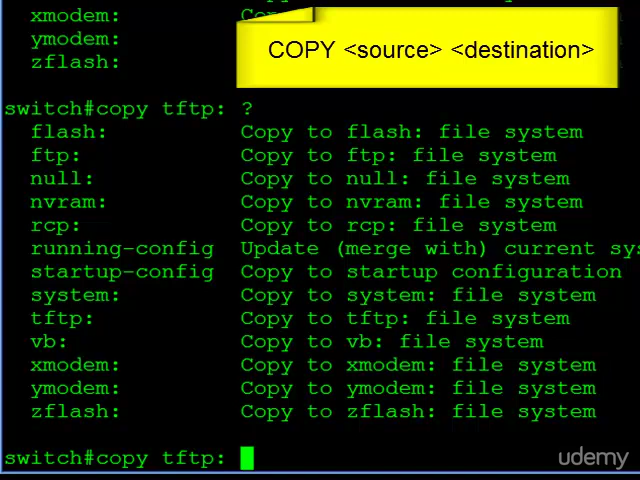 xmodem:
ymodem:
zflash:
COPY <source> <destination>
switch#copy tftp: ?
flash: Copy to flash: file system
ftp: Copy to ftp: file system
null: Copy to null: file system
nvram: Copy to nvram: file system
rcp: Copy to rcp: file system
running-config Update (merge with) current sys
startup-config Copy to startup configuration
system: Copy to system: file system
tftp: Copy to tftp: file system
vb: Copy to vb: file system
xmodem: Copy to xmodem: file system
ymodem: Copy to ymodem: file system
zflash: Copy to zflash: file system
switch#copy tftp:
udemy